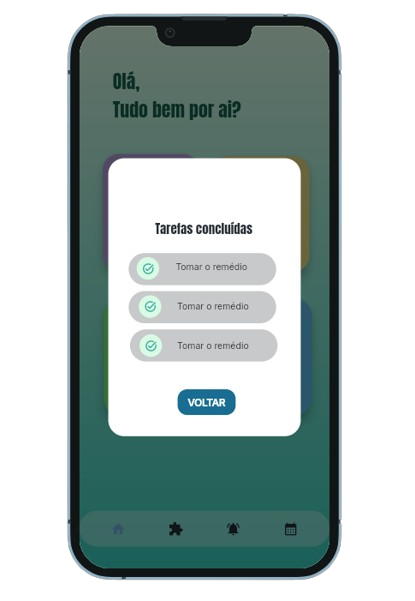 Olá,
Tudo bem por ai?
Tarefas concluídas
Tomar o remédio
Tomar o remédio
Tomar o remédio
VOLTAR